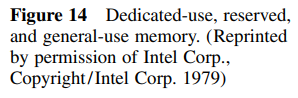 Figure 14 Dedicated-use, reserved,
and general-use memory. (Reprinted
by permission of Intel Corp.,
Copyright/Intel Corp. 1979)